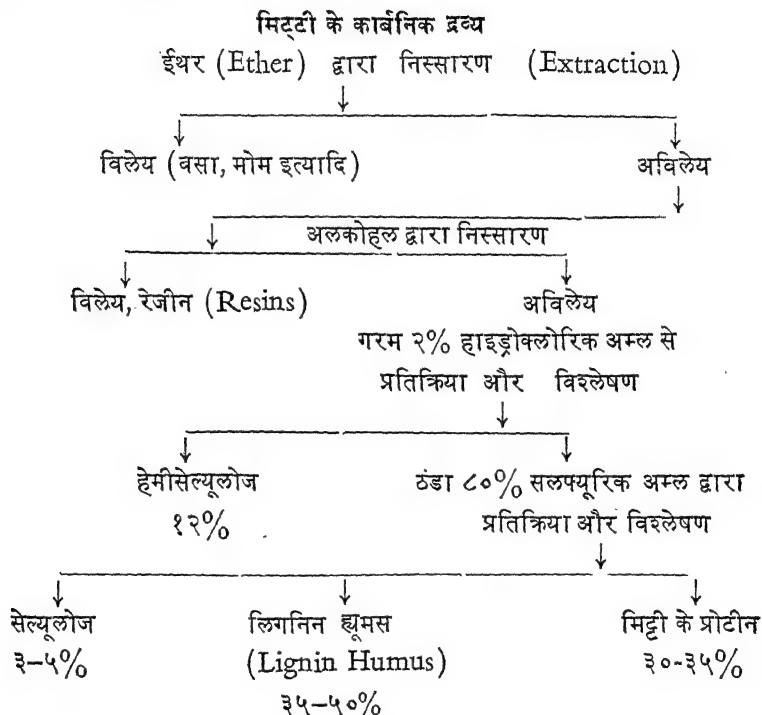 मिट्टी के कार्बनिक द्रव्य
ईथर (Ether) द्वारा निस्सारण (Extraction)
विलेय (वसा, मोम इत्यादि) अविलेय
अलकोहल द्वारा निस्सारण
विलेय, रेजीन (Resins) अविलेय
गरम २% हाइड्रोक्लोरिक अम्ल से
प्रतिक्रिया और विश्लेषण
हेमीसेल्यूलोज ठंडा ८०% सलफ्यूरिक अम्ल द्वारा
१२% प्रतिक्रिया और विश्लेषण
सेल्यूलोज लिगनिन ह्यूमस मिट्टी के प्रोटीन
३–५% (Lignin Humus) ३०-३५%
३५–५०%